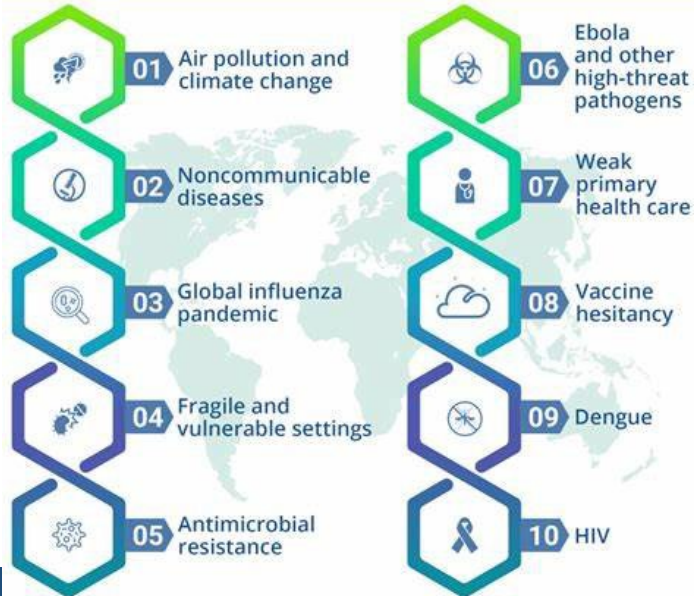 01 Air pollution and
climate change
02 Noncommunicable
diseases
03 Global influenza
pandemic
04 Fragile and
vulnerable settings
05 Antimicrobial
resistance
06 Ebola
and other
high-threat
pathogens
07 Weak
primary
health care
08 Vaccine
hesitancy
09 Dengue
10 HIV